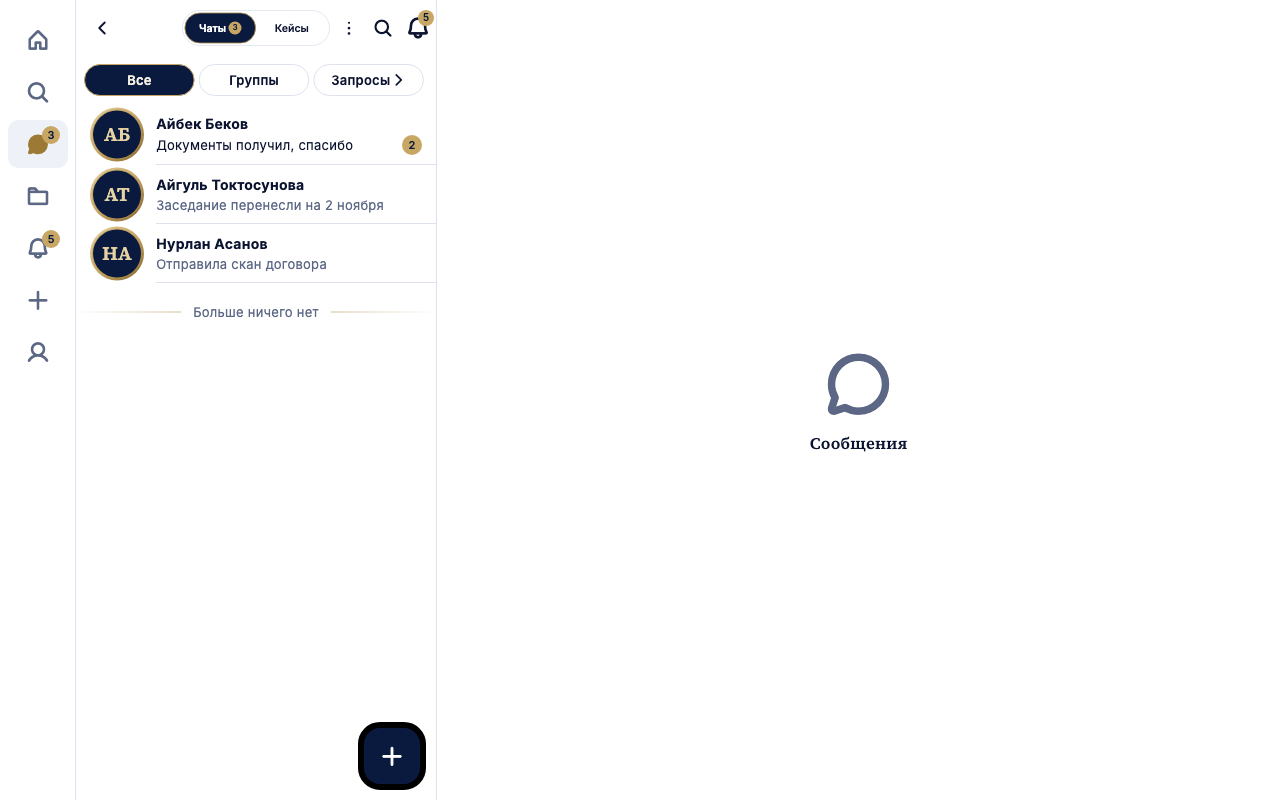 Чаты 3
Кейсы
5
Все
Группы
Запросы
3
5
АБ
Айбек Беков
Документы получил, спасибо
2
АТ
Айгуль Токтосунова
Заседание перенесли на 2 ноября
НА
Нурлан Асанов
Отправила скан договора
Больше ничего нет
Сообщения